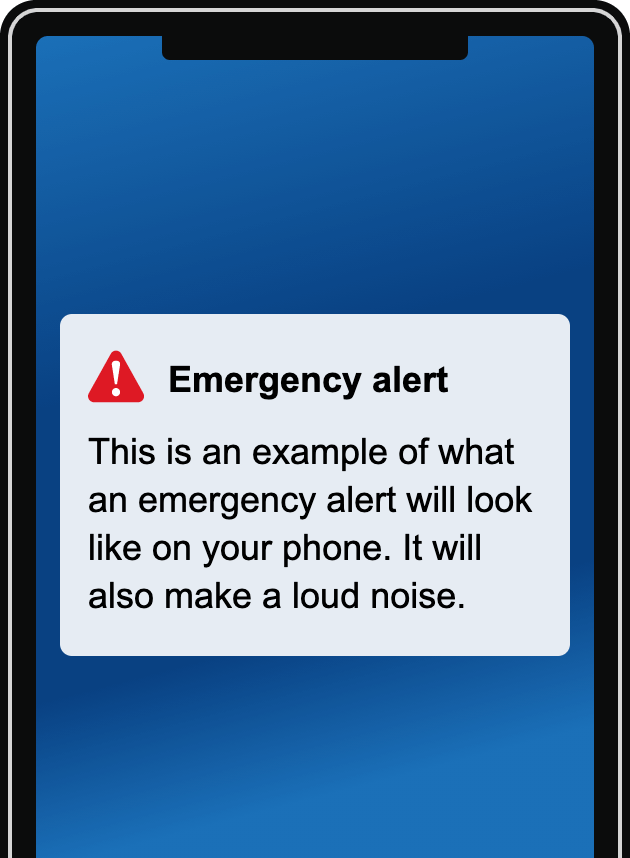 Emergency alert
This is an example of what
an emergency alert will look
like on your phone. It will
also make a loud noise.